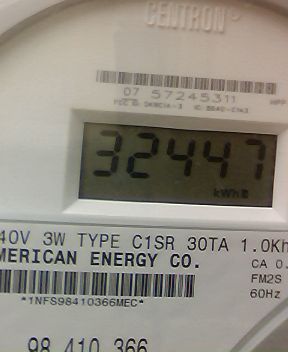 CENTRON®
07 57245311
32447
kWh
40V 3W TYPE C1SR 30TA 1.0Kh
MERICAN ENERGY CO.
CA 0.
*1NFS98410366MEC*
FM2S
60Hz
98 410 366